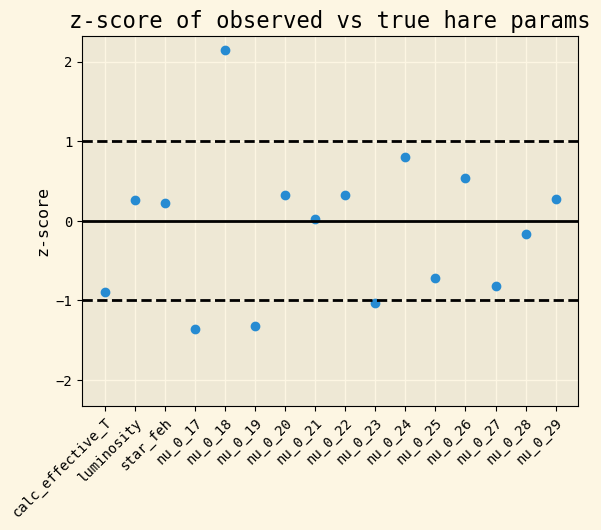 z-score of observed vs true hare params
z-score
2
1
0
−1
−2
calc_effective_T
luminosity
star_feh
nu_0_17
nu_0_18
nu_0_19
nu_0_20
nu_0_21
nu_0_22
nu_0_23
nu_0_24
nu_0_25
nu_0_26
nu_0_27
nu_0_28
nu_0_29